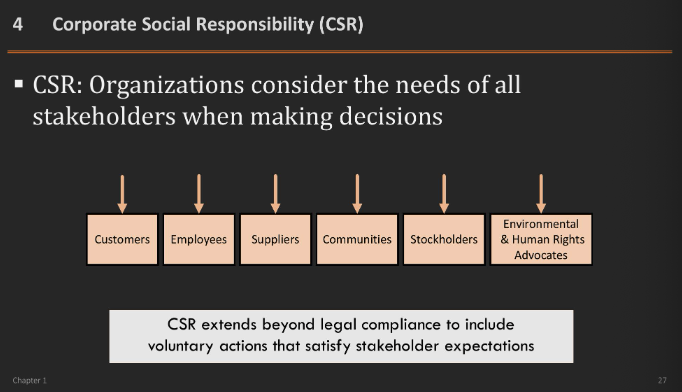 4 Corporate Social Responsibility (CSR)
▪ CSR: Organizations consider the needs of all
stakeholders when making decisions
Customers
Employees
Suppliers
Communities
Stockholders
Environmental
& Human Rights
Advocates
CSR extends beyond legal compliance to include
voluntary actions that satisfy stakeholder expectations
Chapter 1
27